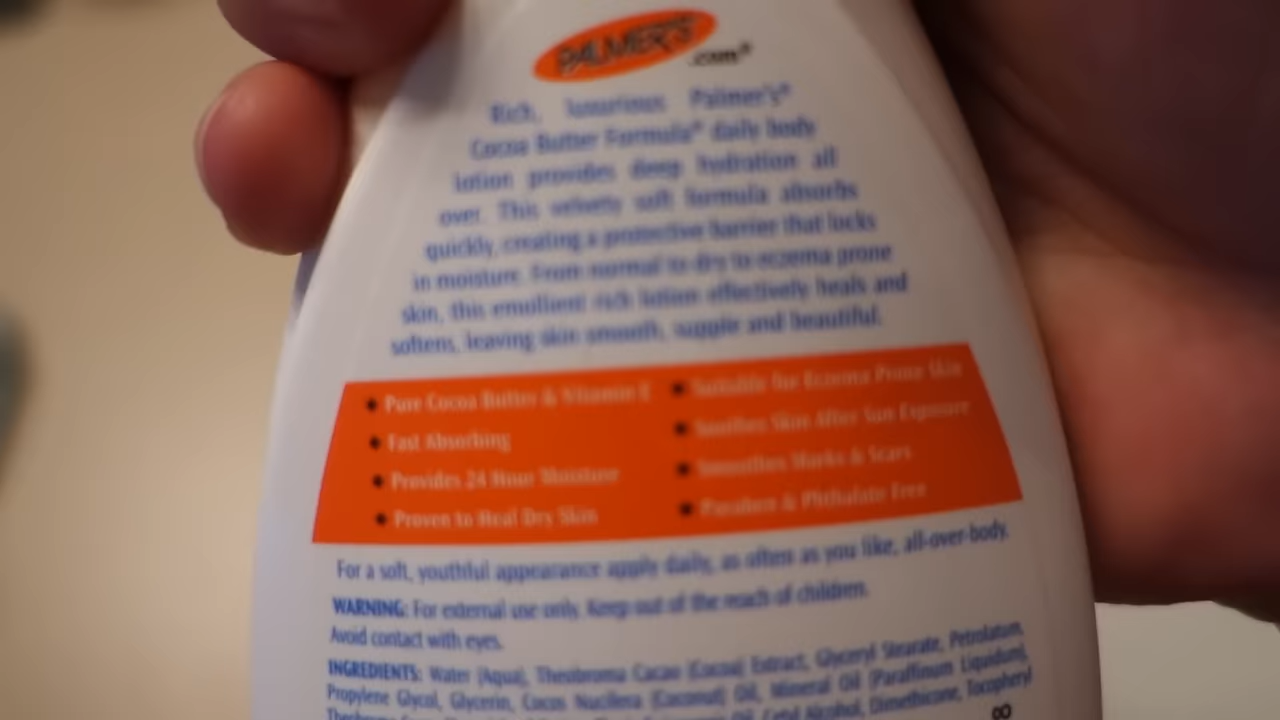 PALMER'S
.com®
Rich, luxurious Palmer's®
Cocoa Butter Formula® daily body
lotion provides deep hydration all
over. This velvety soft formula absorbs
quickly, creating a protective barrier that locks
in moisture. From normal to dry to eczema prone
skin, this emollient rich lotion effectively heals and
softens, leaving skin smooth, supple and beautiful.
Pure Cocoa Butter & Vitamin E
Fast Absorbing
Provides 24 Hour Moisture
Proven to Heal Dry Skin
Suitable for Eczema Prone Skin
Soothes Skin After Sun Exposure
Smoothes Marks & Scars
Paraben & Phthalate Free
For a soft, youthful appearance apply daily, as often as you like, all-over-body.
WARNING: For external use only. Keep out of the reach of children.
Avoid contact with eyes.
INGREDIENTS: Water (Aqua), Theobroma Cacao (Cocoa) Extract, Glyceryl Stearate, Petrolatum,
Propylene Glycol, Glycerin, Cocos Nucifera (Coconut) Oil, Mineral Oil (Paraffinum Liquidum),
Theobroma Oil, Cetyl Alcohol, Dimethicone, Tocopheryl